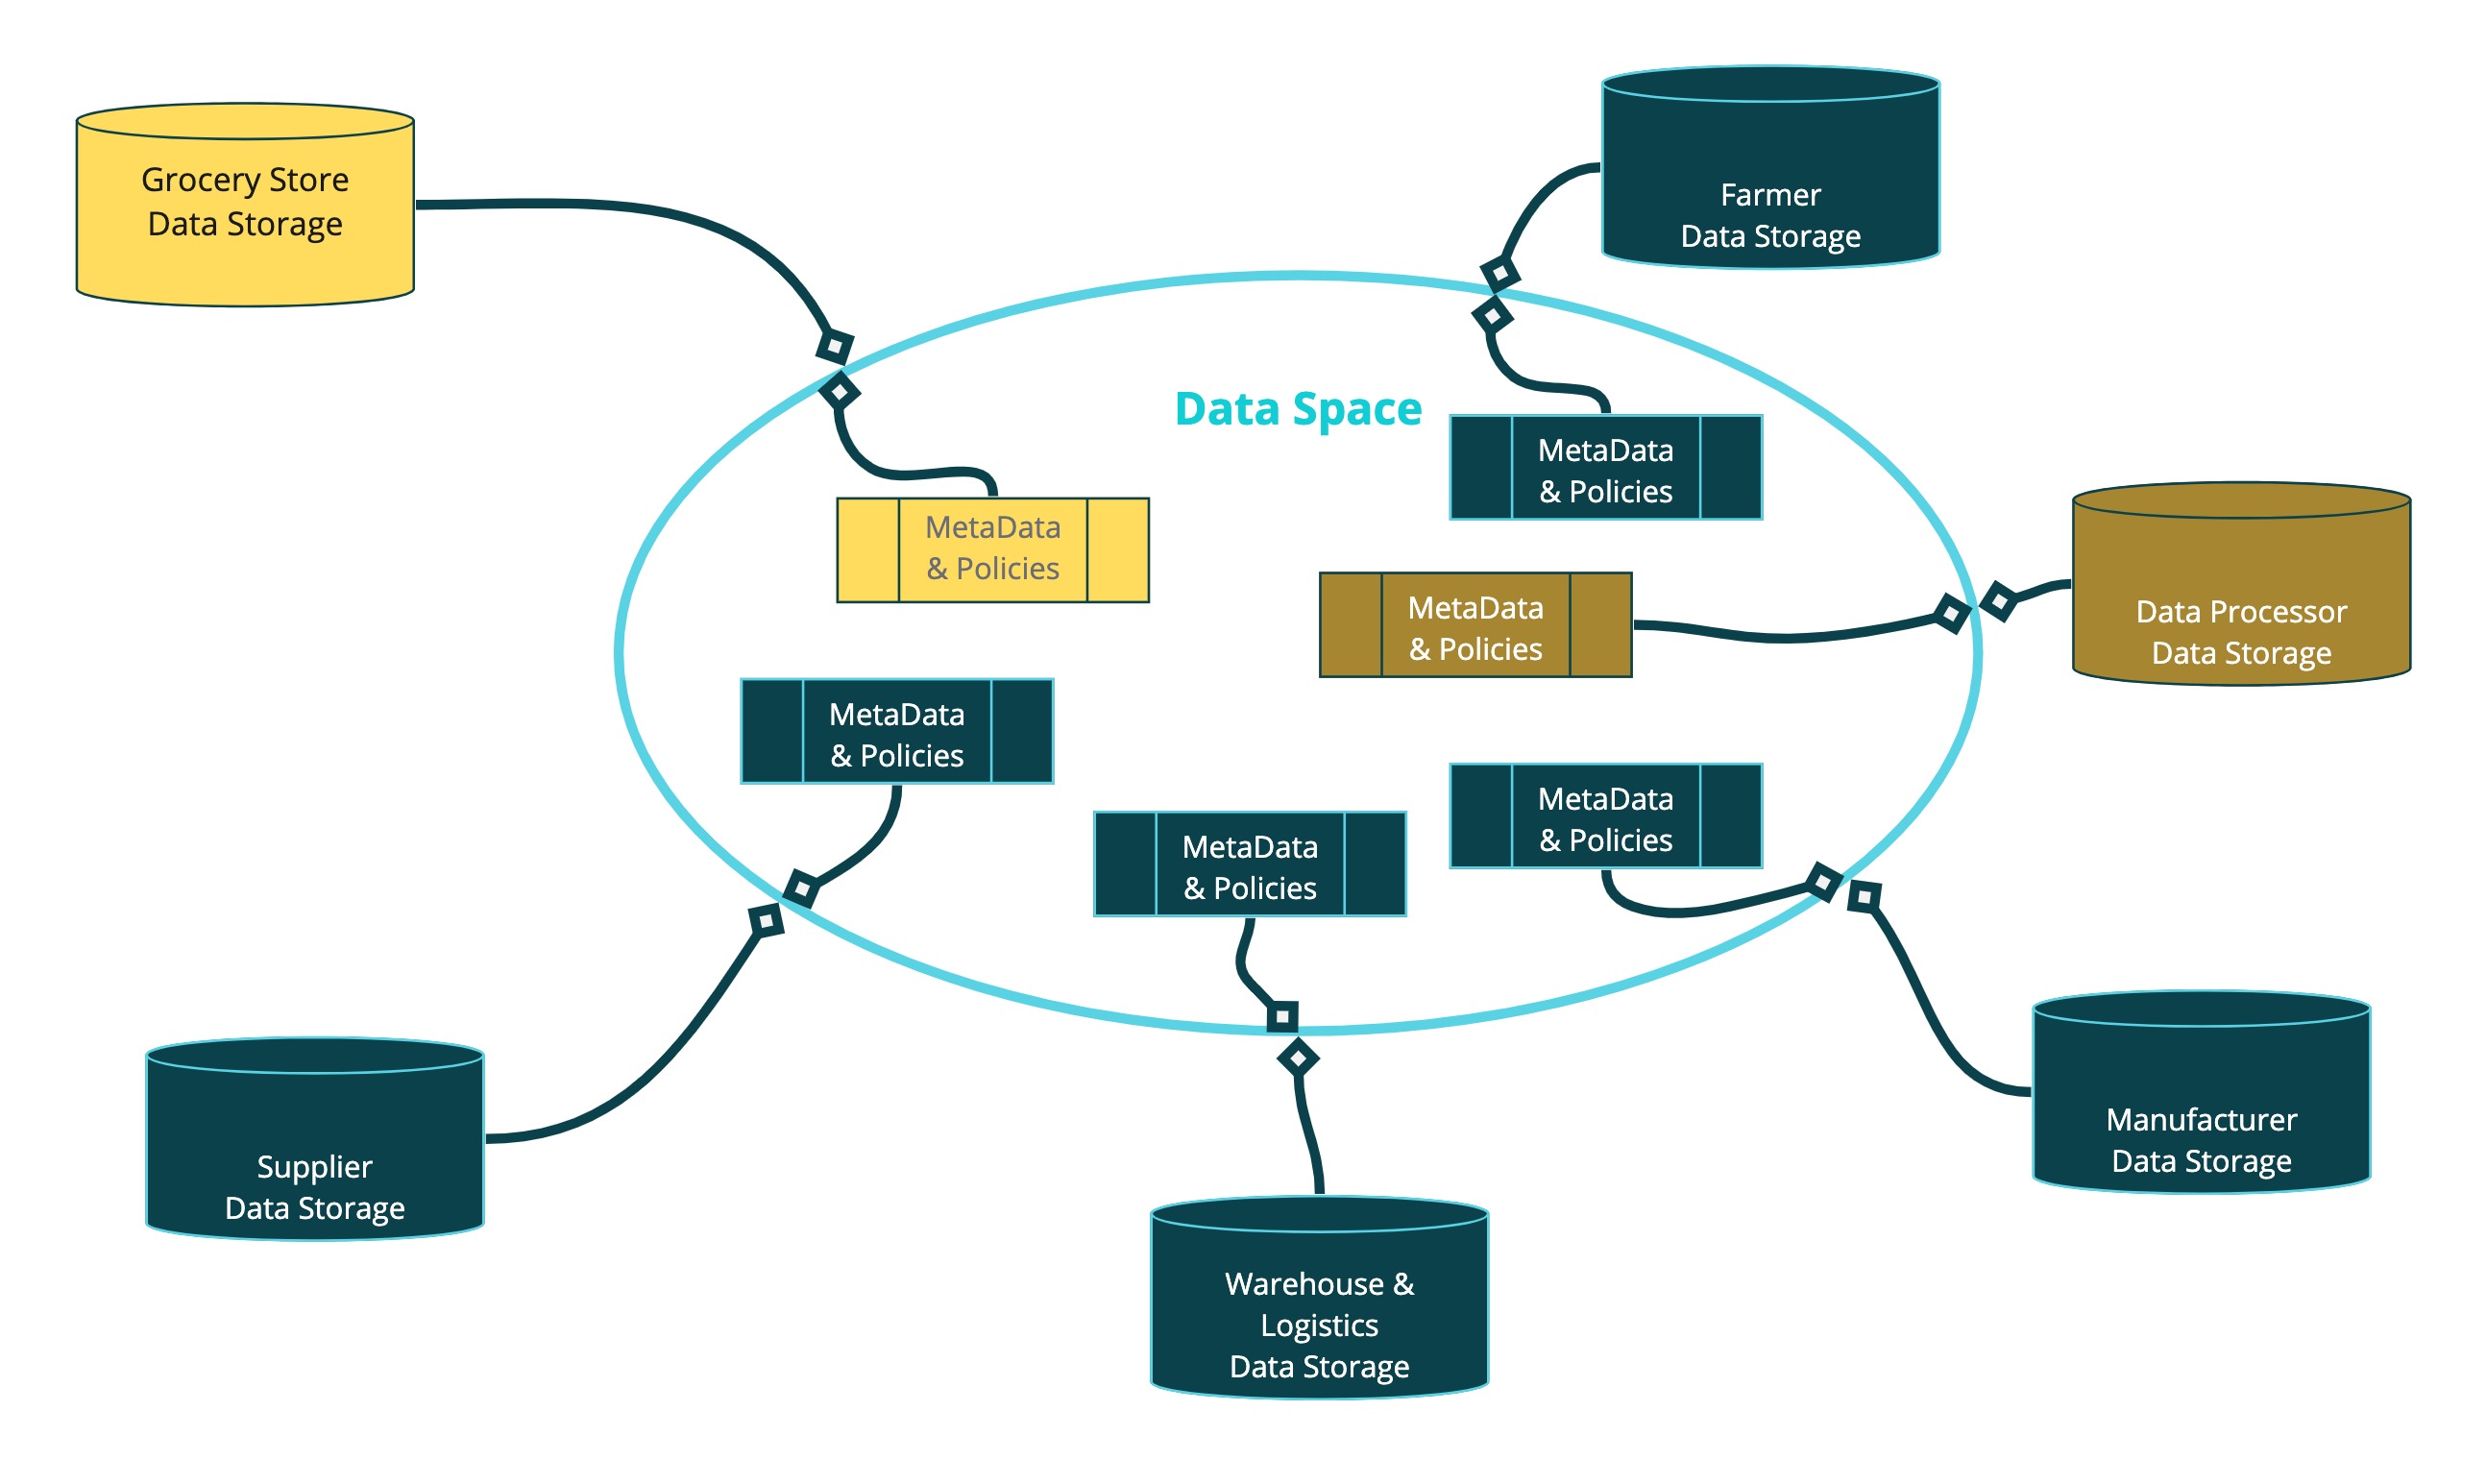 Grocery Store
Data Storage
Farmer
Data Storage
Data Space
MetaData
& Policies
MetaData
& Policies
MetaData
& Policies
Data Processor
Data Storage
MetaData
& Policies
MetaData
& Policies
MetaData
& Policies
Supplier
Data Storage
Manufacturer
Data Storage
Warehouse &
Logistics
Data Storage